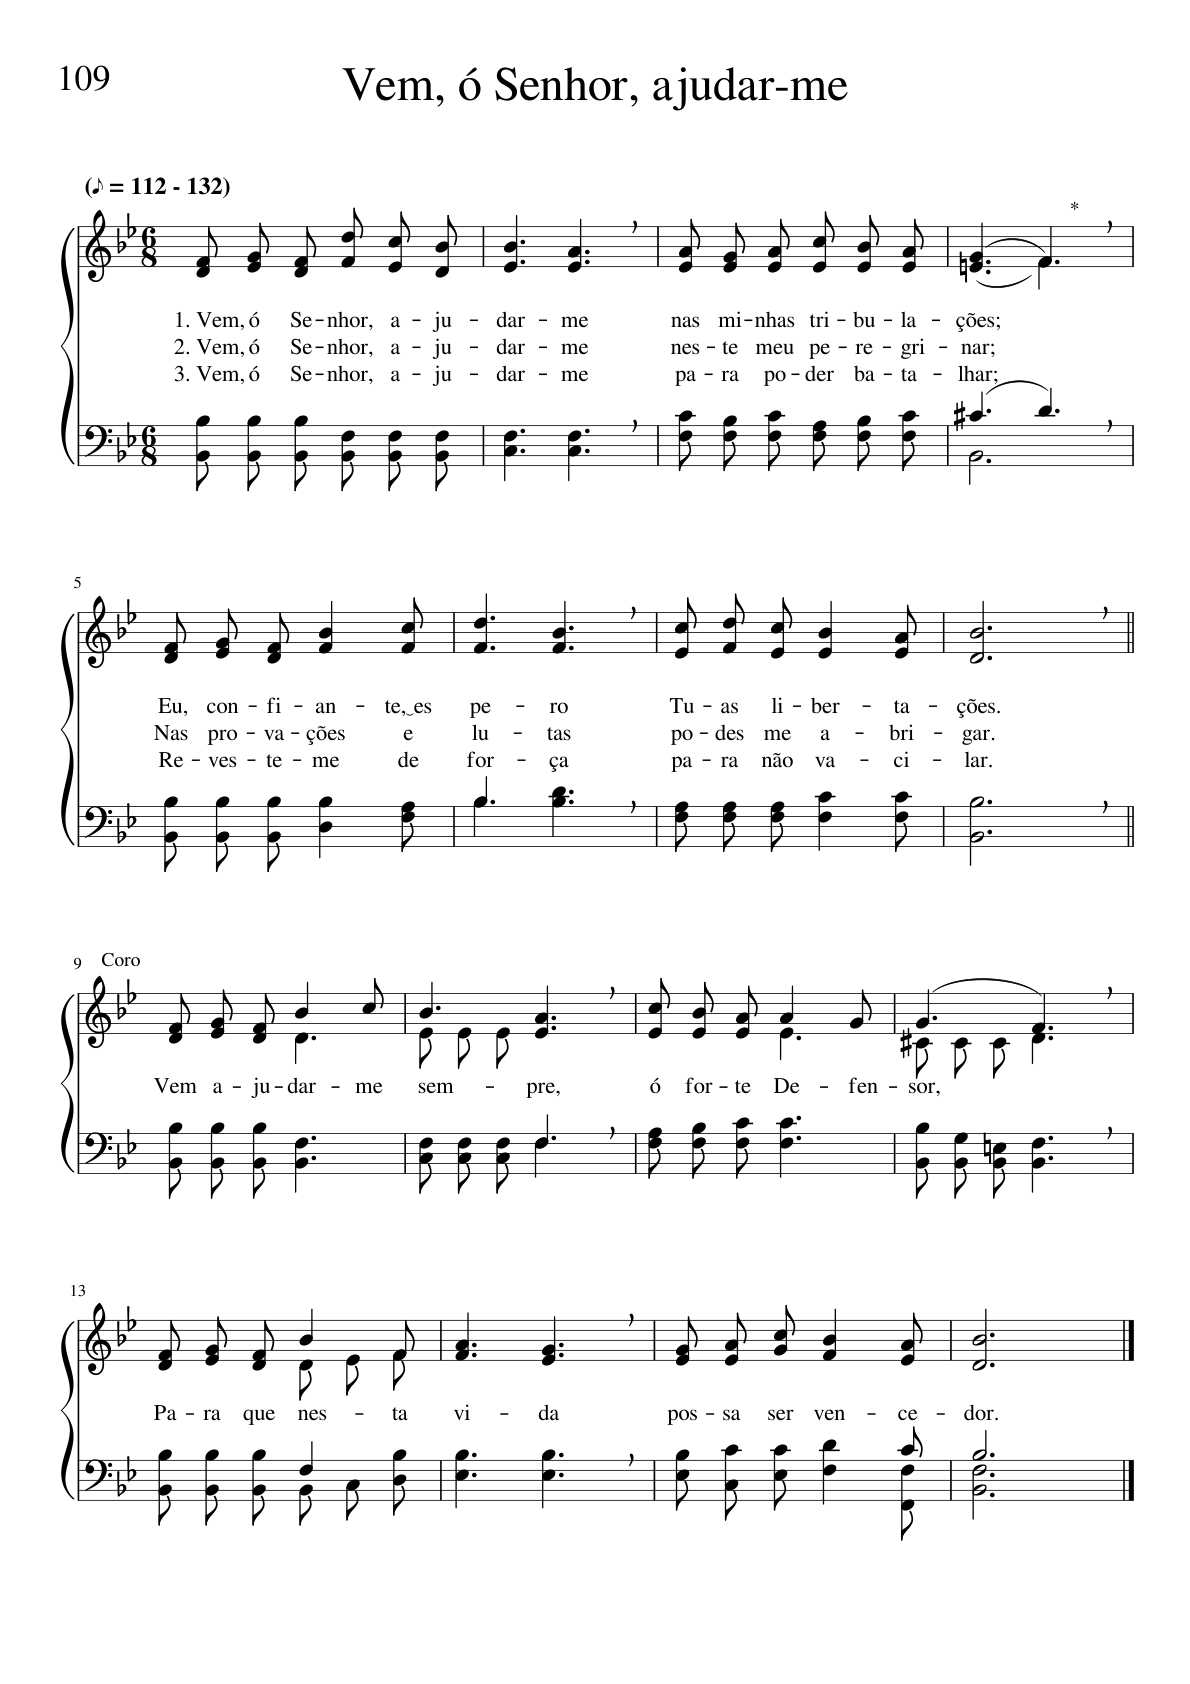 109
Vem, ó Senhor, ajudar-me
(♪ = 112 - 132)
*
6 8
1. Vem, ó Se – nhor, a – ju – dar – me nas mi – nhas tri – bu – la – ções;
2. Vem, ó Se – nhor, a – ju – dar – me nes – te meu pe – re – gri – nar;
3. Vem, ó Se – nhor, a – ju – dar – me pa – ra po – der ba – ta – lhar;
6 8
5
Eu, con – fi – an – te,‿es pe – ro Tu – as li – ber – ta – ções.
Nas pro – va – ções e lu – tas po – des me a – bri – gar.
Re – ves – te – me de for – ça pa – ra não va – ci – lar.
9 Coro
Vem a – ju – dar – me sem – pre, ó for – te De – fen – sor,
13
Pa – ra que nes – ta vi – da pos – sa ser ven – ce – dor.